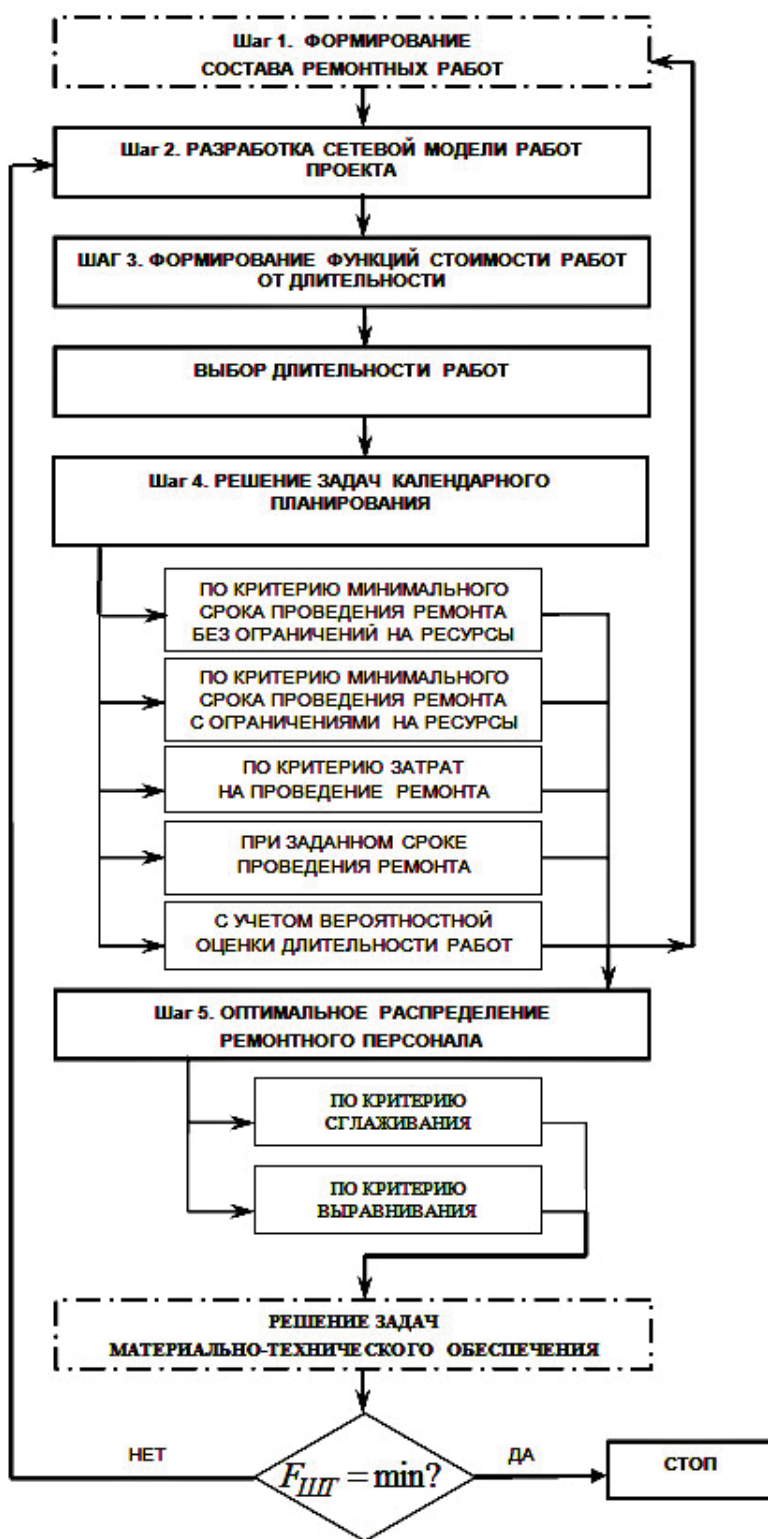 Шаг 1. ФОРМИРОВАНИЕ
СОСТАВА РЕМОНТНЫХ РАБОТ
Шаг 2. РАЗРАБОТКА СЕТЕВОЙ МОДЕЛИ РАБОТ
ПРОЕКТА
ШАГ 3. ФОРМИРОВАНИЕ ФУНКЦИЙ СТОИМОСТИ РАБОТ
ОТ ДЛИТЕЛЬНОСТИ
ВЫБОР ДЛИТЕЛЬНОСТИ РАБОТ
Шаг 4. РЕШЕНИЕ ЗАДАЧ КАЛЕНДАРНОГО
ПЛАНИРОВАНИЯ
ПО КРИТЕРИЮ МИНИМАЛЬНОГО
СРОКА ПРОВЕДЕНИЯ РЕМОНТА
БЕЗ ОГРАНИЧЕНИЙ НА РЕСУРСЫ
ПО КРИТЕРИЮ МИНИМАЛЬНОГО
СРОКА ПРОВЕДЕНИЯ РЕМОНТА
С ОГРАНИЧЕНИЯМИ НА РЕСУРСЫ
ПО КРИТЕРИЮ ЗАТРАТ
НА ПРОВЕДЕНИЕ РЕМОНТА
ПРИ ЗАДАННОМ СРОКЕ
ПРОВЕДЕНИЯ РЕМОНТА
С УЧЕТОМ ВЕРОЯТНОСТНОЙ
ОЦЕНКИ ДЛИТЕЛЬНОСТИ РАБОТ
Шаг 5. ОПТИМАЛЬНОЕ РАСПРЕДЕЛЕНИЕ
РЕМОНТНОГО ПЕРСОНАЛА
ПО КРИТЕРИЮ
СГЛАЖИВАНИЯ
ПО КРИТЕРИЮ
ВЫРАВНИВАНИЯ
РЕШЕНИЕ ЗАДАЧ
МАТЕРИАЛЬНО-ТЕХНИЧЕСКОГО ОБЕСПЕЧЕНИЯ
НЕТ
F_ШТ = min?
ДА
СТОП